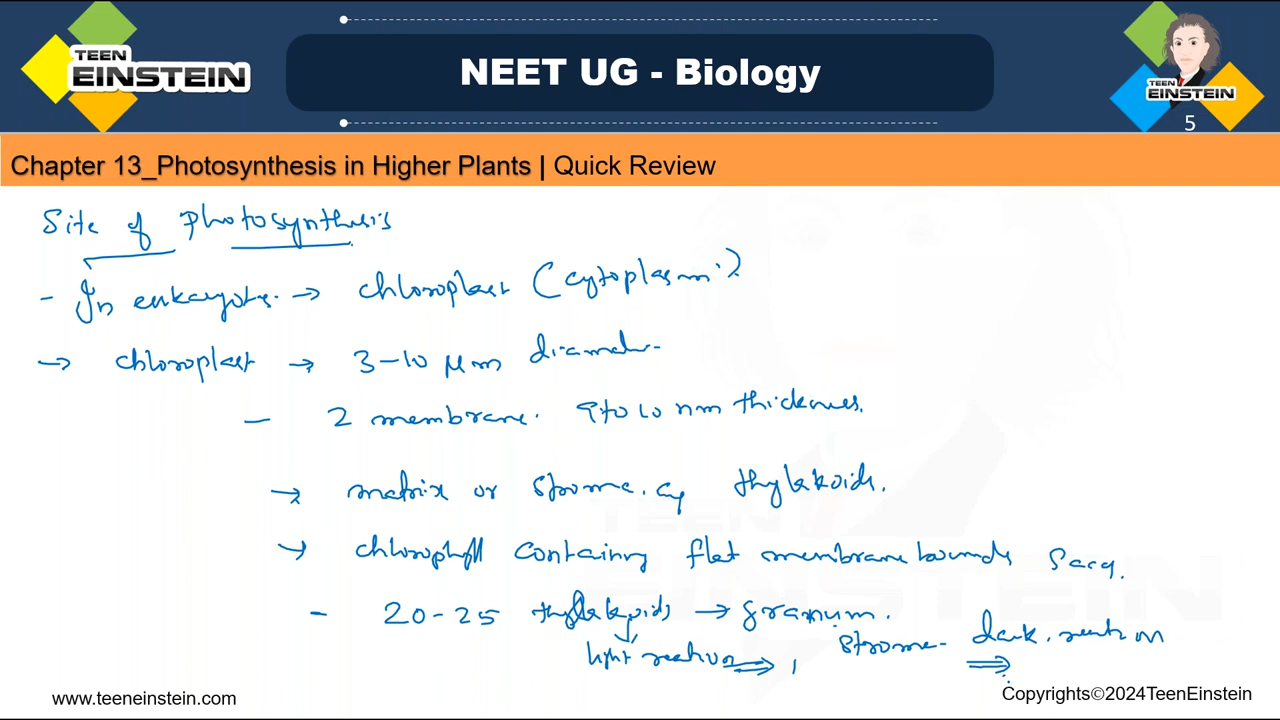 TEEN
EINSTEIN
NEET UG - Biology
TEEN
EINSTEIN
5
Chapter 13_Photosynthesis in Higher Plants | Quick Review
Site of photosynthesis
- In eukaryotes. → chloroplast (cytoplasm.)
→ chloroplast → 3-10 μm diameter
- 2 membrane. 9 to 10 nm thickness.
→ matrix or stroma. thylakoids.
→ chlorophyll containing flat membrane bounds sacs.
- 20-25 thylakoids → granum.
light reaction ⇒ stroma- dark reaction ⇒
TEEN
EINSTEIN
www.teeneinstein.com
Copyrights©2024TeenEinstein